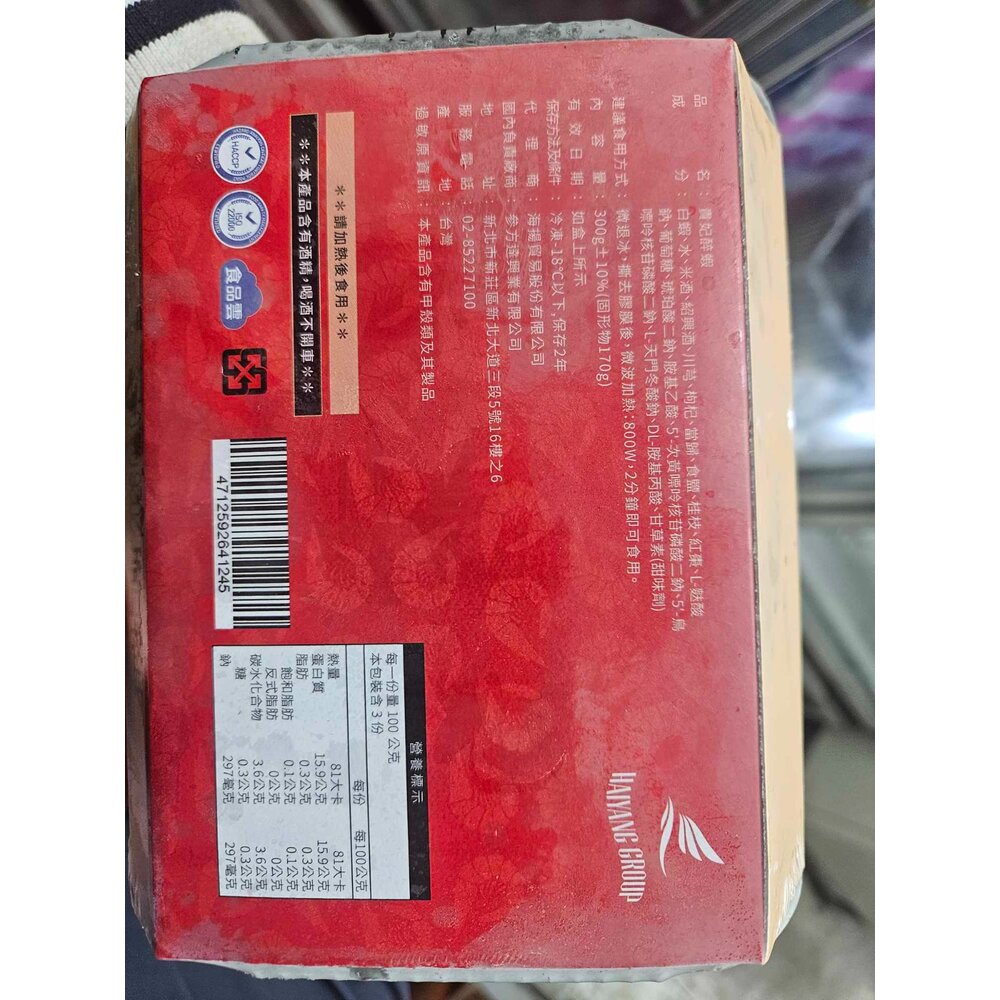 品名：貴妃醉蝦
成分：白蝦、水、米酒、紹興酒、川芎、枸杞、當歸、食鹽、桂枝、紅棗、L-麩酸
鈉、葡萄糖、琥珀酸二鈉、胺基乙酸、5'-次黃嘌呤核苷磷酸二鈉、5'-鳥
嘌呤核苷磷酸二鈉、L-天門冬酸鈉、DL-胺基丙酸、甘草素(甜味劑)
建議食用方式：微退冰，撕去膠膜後，微波加熱：800W，2分鐘即可食用。
內容量：300g±10%(固形物170g)
有效日期：如盒上所示
保存方法及條件：冷凍-18℃以下，保存2年
代理商：海揚貿易股份有限公司
國內負責廠商：參方達興業有限公司
地址：新北市新莊區新北大道三段5號16樓之6
服務電話：02-85227100
產地：台灣
過敏原資訊：本產品含有甲殼類及其製品
＊＊請加熱後食用＊＊
＊＊本產品含有酒精，喝酒不開車＊＊
HACCP
ISO 22000
食品雲
4712592641245
HAIYANG GROUP
營養標示
每一份量 100 公克
本包裝含 3 份
每份 每100公克
熱量 81大卡 81大卡
蛋白質 15.9公克 15.9公克
脂肪 0.3公克 0.3公克
飽和脂肪 0.1公克 0.1公克
反式脂肪 0公克 0公克
碳水化合物 3.6公克 3.6公克
糖 0.3公克 0.3公克
鈉 297毫克 297毫克